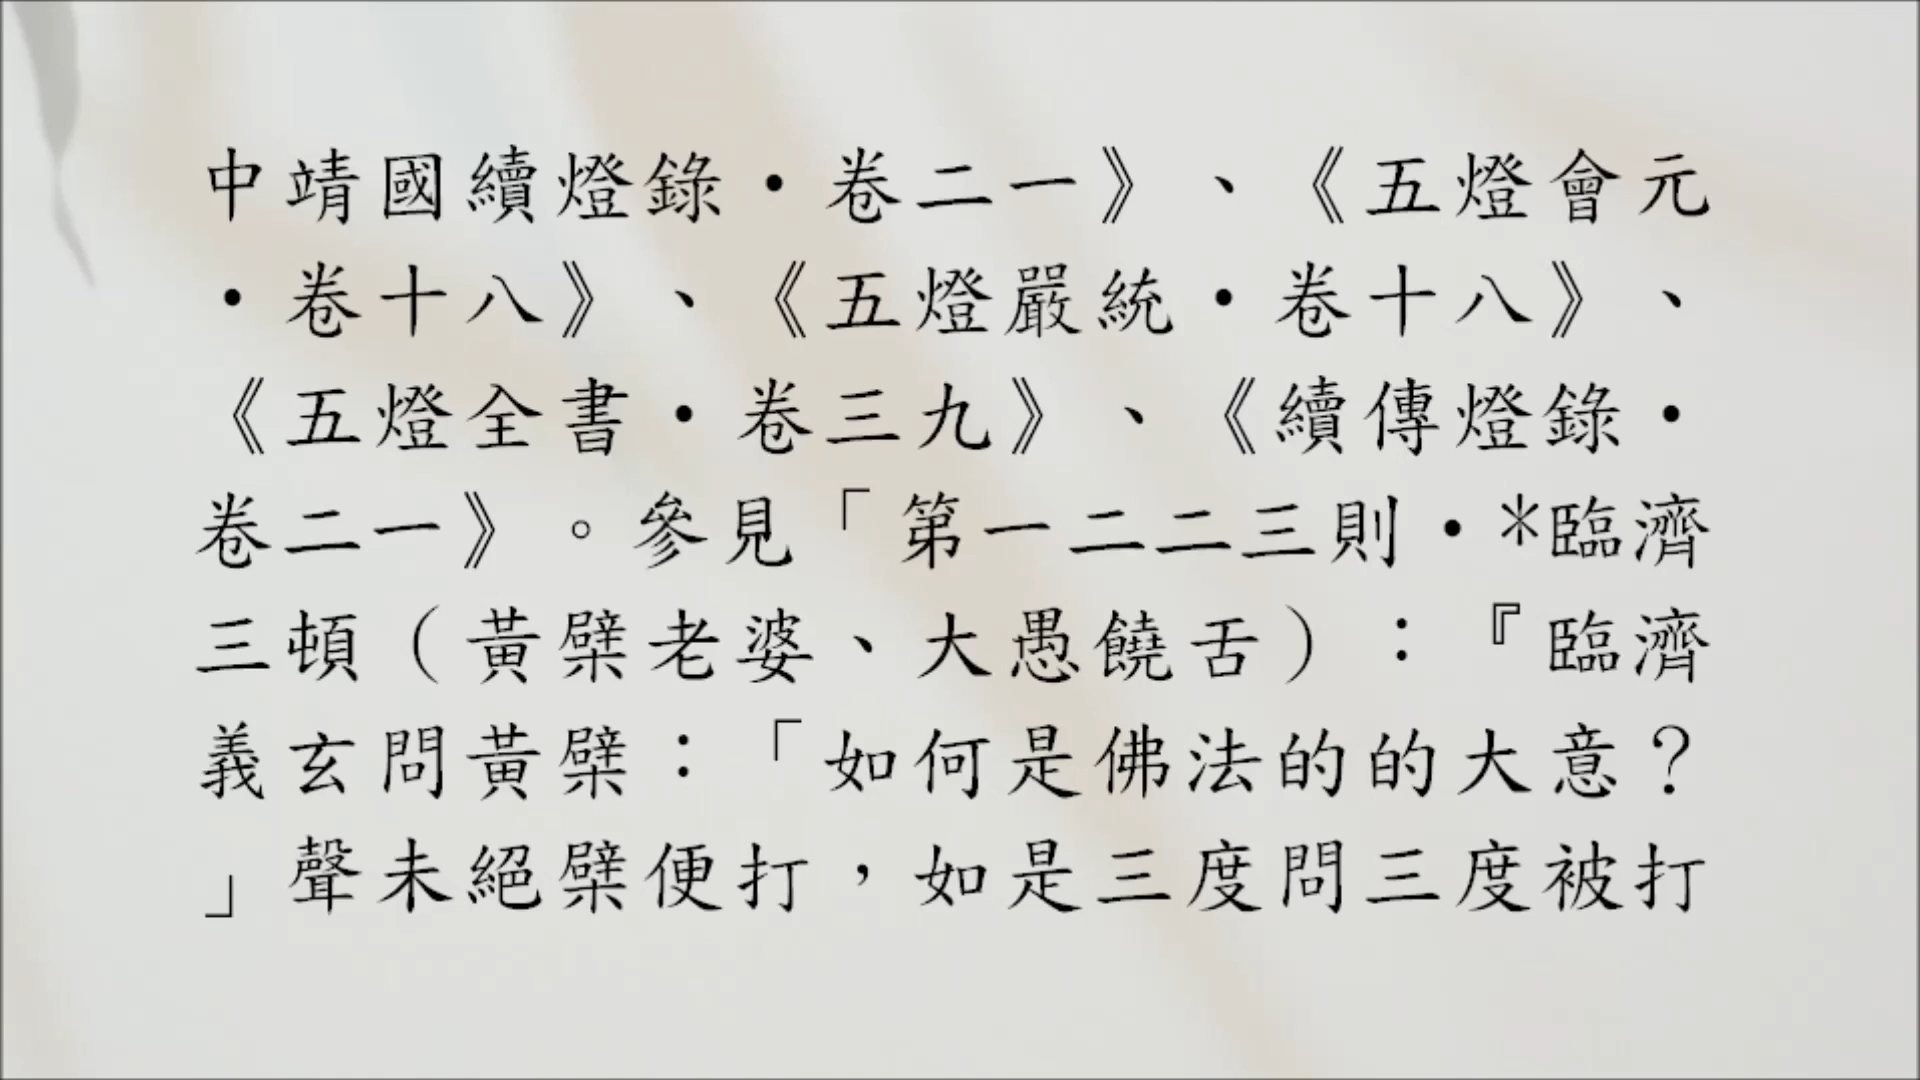 中靖國續燈錄·卷二一》、《五燈會元
·卷十八》、《五燈嚴統·卷十八》、
《五燈全書·卷三九》、《續傳燈錄·
卷二一》。參見「第一二二三則·*臨濟
三頓（黃檗老婆、大愚饒舌）：『臨濟
義玄問黃檗：「如何是佛法的的大意？
」聲未絕檗便打，如是三度問三度被打